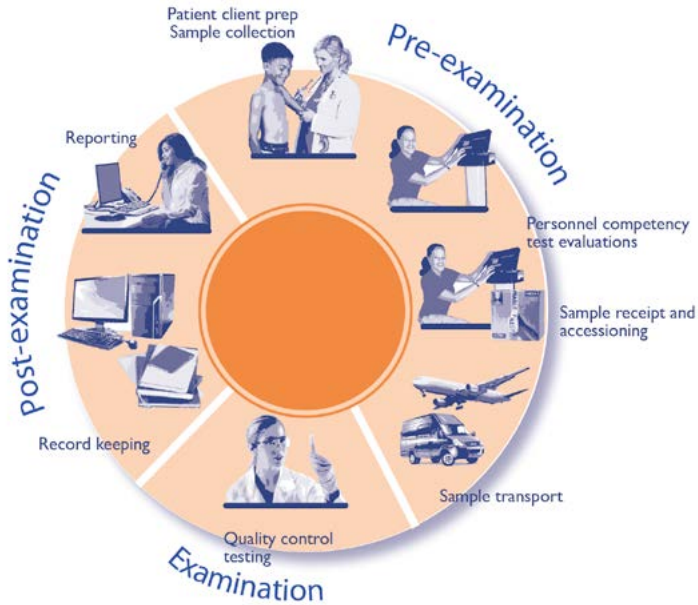 Patient client prep
Sample collection
Pre-examination
Personnel competency
test evaluations
Sample receipt and
accessioning
Sample transport
Quality control
testing
Examination
Record keeping
Post-examination
Reporting